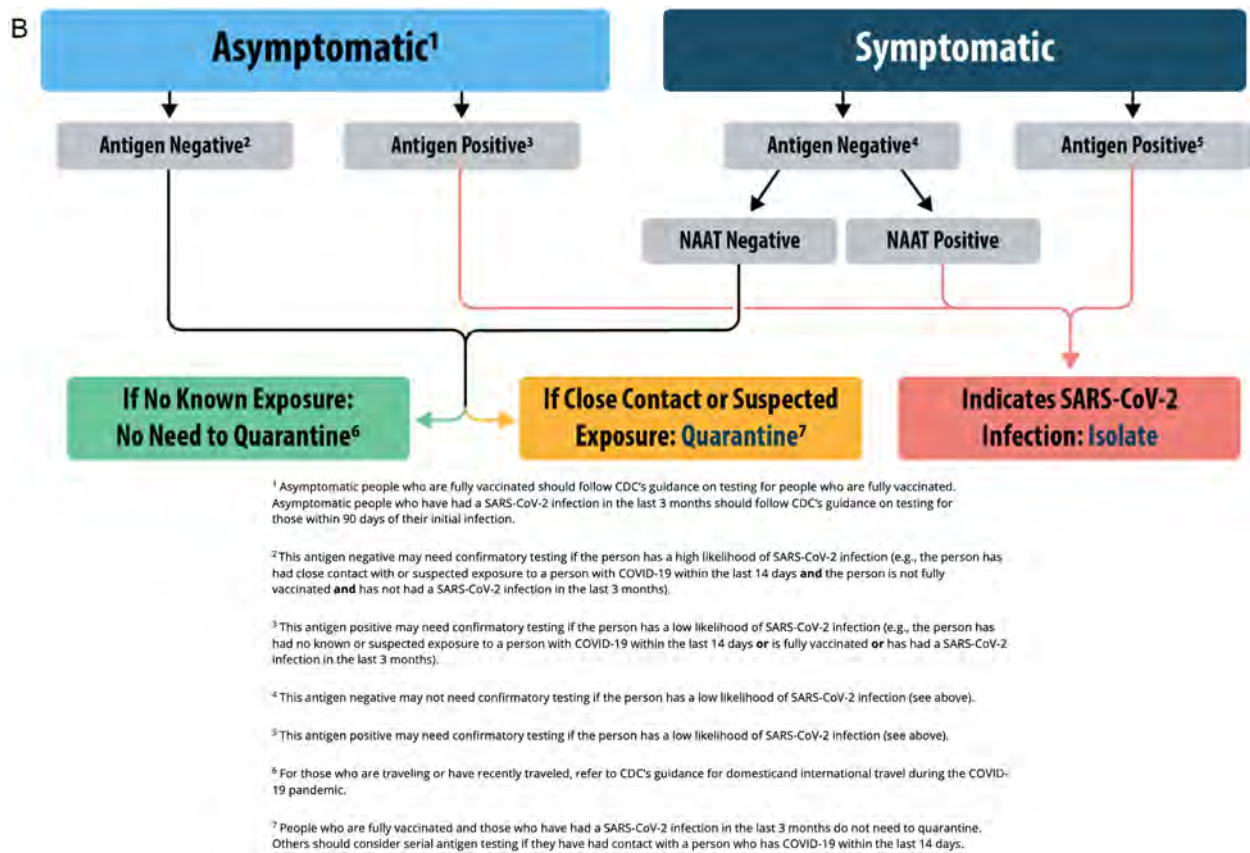 B
Asymptomatic¹
Symptomatic
Antigen Negative²
Antigen Positive³
Antigen Negative⁴
Antigen Positive⁵
NAAT Negative
NAAT Positive
If No Known Exposure:
No Need to Quarantine⁶
If Close Contact or Suspected
Exposure: Quarantine⁷
Indicates SARS-CoV-2
Infection: Isolate
¹ Asymptomatic people who are fully vaccinated should follow CDC's guidance on testing for people who are fully vaccinated.
Asymptomatic people who have had a SARS-CoV-2 infection in the last 3 months should follow CDC's guidance on testing for
those within 90 days of their initial infection.
² This antigen negative may need confirmatory testing if the person has a high likelihood of SARS-CoV-2 infection (e.g., the person has
had close contact with or suspected exposure to a person with COVID-19 within the last 14 days and the person is not fully
vaccinated and has not had a SARS-CoV-2 infection in the last 3 months).
³ This antigen positive may need confirmatory testing if the person has a low likelihood of SARS-CoV-2 infection (e.g., the person has
had no known or suspected exposure to a person with COVID-19 within the last 14 days or is fully vaccinated or has had a SARS-CoV-2
infection in the last 3 months).
⁴ This antigen negative may not need confirmatory testing if the person has a low likelihood of SARS-CoV-2 infection (see above).
⁵ This antigen positive may need confirmatory testing if the person has a low likelihood of SARS-CoV-2 infection (see above).
⁶ For those who are traveling or have recently traveled, refer to CDC's guidance for domesticand international travel during the COVID-
19 pandemic.
⁷ People who are fully vaccinated and those who have had a SARS-CoV-2 infection in the last 3 months do not need to quarantine.
Others should consider serial antigen testing if they have had contact with a person who has COVID-19 within the last 14 days.